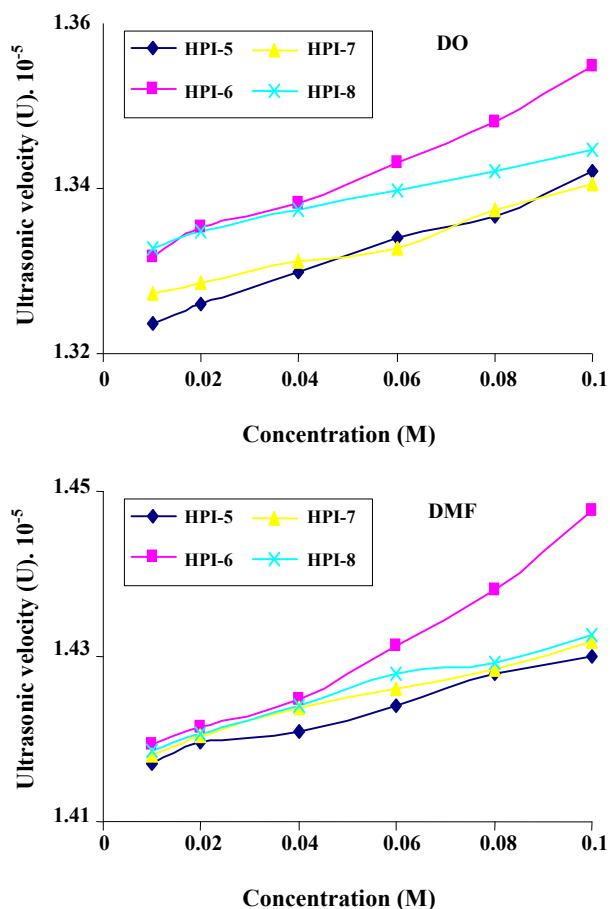 1.36
HPI-5 HPI-7 DO
HPI-6 HPI-8
1.34
1.32
0 0.02 0.04 0.06 0.08 0.1
Concentration (M)
Ultrasonic velocity (U). 10⁻⁵
1.45
HPI-5 HPI-7 DMF
HPI-6 HPI-8
1.43
1.41
0 0.02 0.04 0.06 0.08 0.1
Concentration (M)
Ultrasonic velocity (U). 10⁻⁵